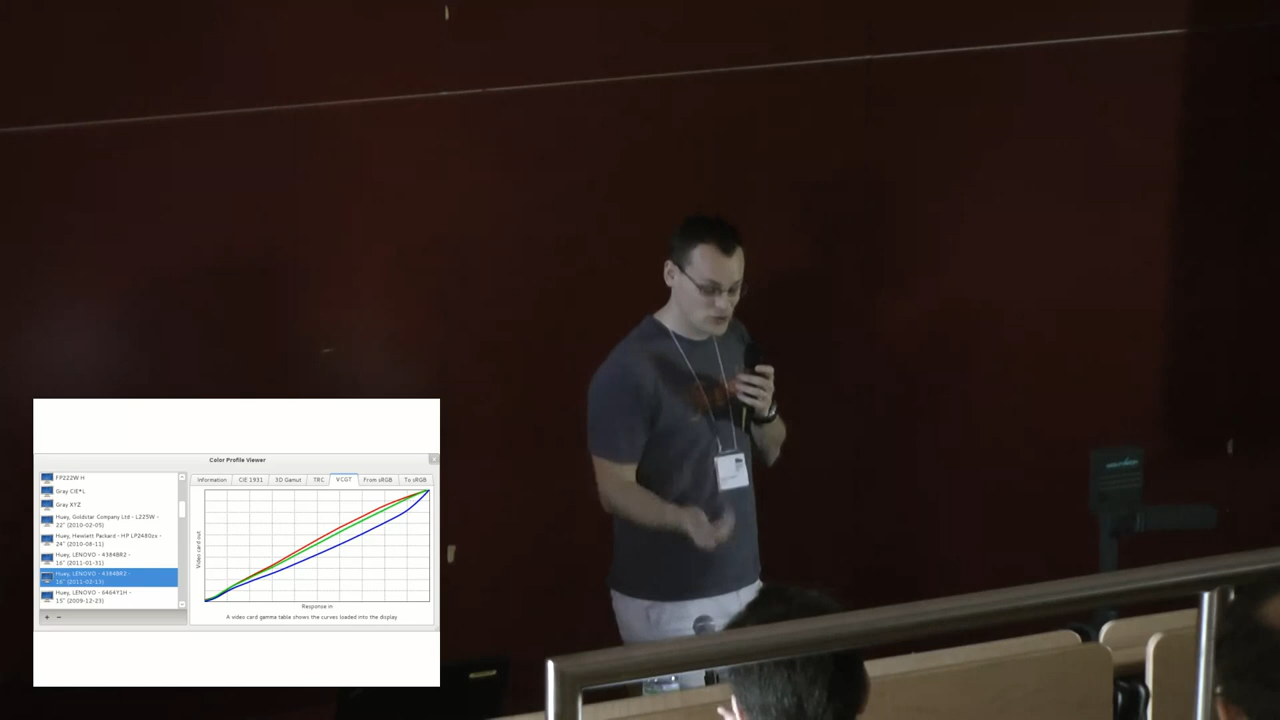 Color Profile Viewer
FP222W H
Gray CIE*L
Gray XYZ
Huey, Goldstar Company Ltd - L225W -
22" (2010-02-05)
Huey, Hewlett Packard - HP LP2480zx -
24" (2010-08-11)
Huey, LENOVO - 4384BR2 -
16" (2011-01-31)
Huey, LENOVO - 4384BR2 -
16" (2011-02-13)
Huey, LENOVO - 6464Y1H -
15" (2009-12-23)
+ −
Information CIE 1931 3D Gamut TRC VCGT From sRGB To sRGB
Video card out
Response in
A video card gamma table shows the curves loaded into the display